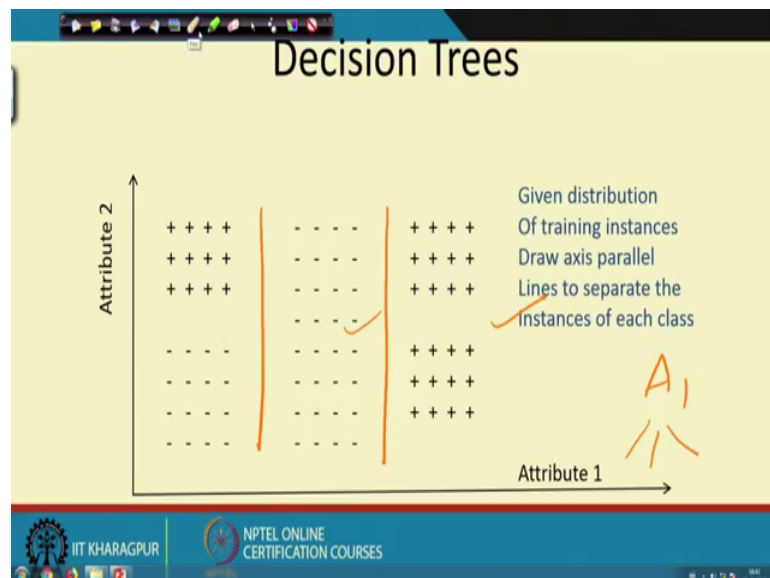 Decision Trees
Attribute 2
Given distribution
Of training instances
Draw axis parallel
Lines to separate the
Instances of each class
+ + + + - - - - + + + +
+ + + + - - - - + + + +
+ + + + - - - - + + + +
- - - -
- - - - - - - - + + + +
- - - - - - - - + + + +
- - - - - - - - + + + +
- - - - - - - -
A1
Attribute 1
IIT KHARAGPUR
NPTEL ONLINE
CERTIFICATION COURSES